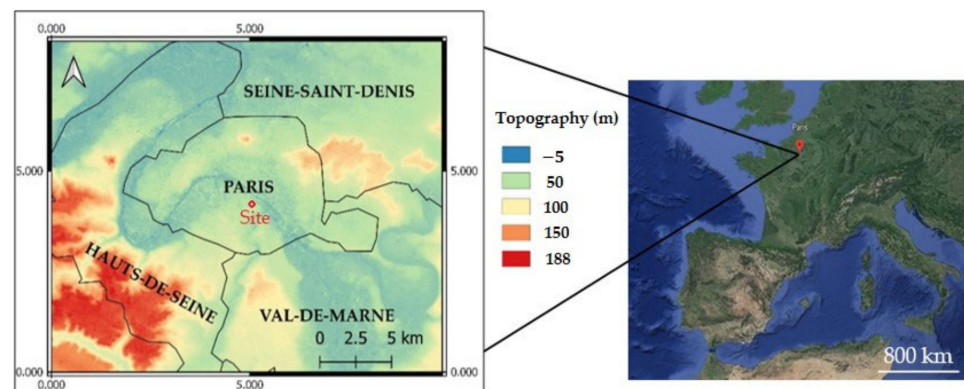 0.000
5.000
0.000
5.000
5.000
SEINE-SAINT-DENIS
PARIS
Site
HAUTS-DE-SEINE
VAL-DE-MARNE
0 2.5 5 km
0.000
5.000
0.000
Topography (m)
−5
50
100
150
188
Paris
800 km